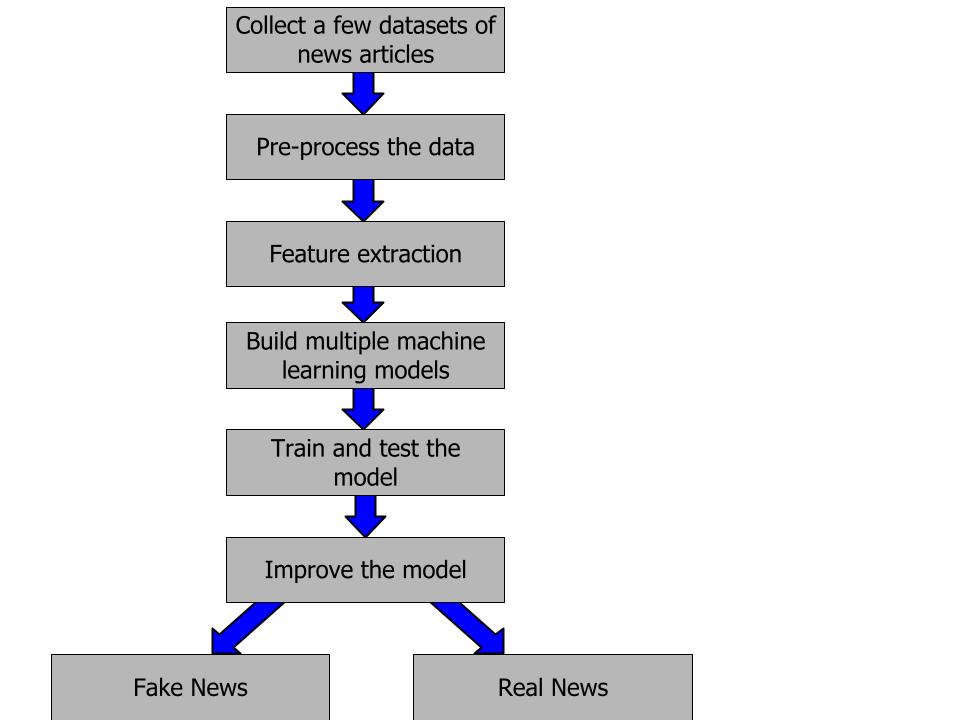 Collect a few datasets of
news articles
Pre-process the data
Feature extraction
Build multiple machine
learning models
Train and test the
model
Improve the model
Fake News
Real News